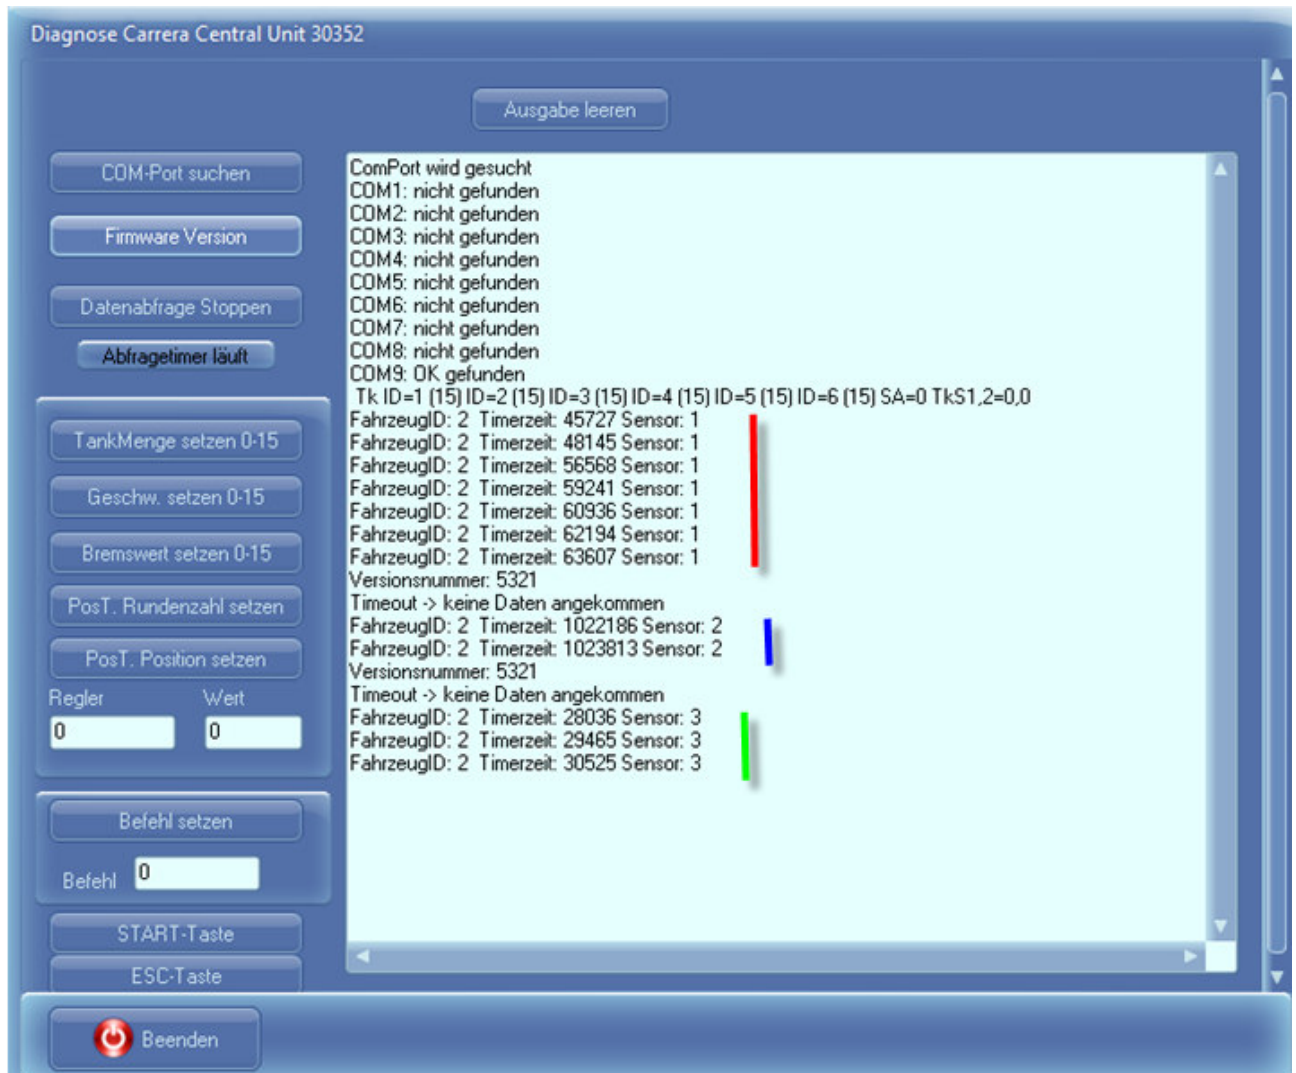 Diagnose Carrera Central Unit 30352
Ausgabe leeren
COM-Port suchen
Firmware Version
Datenabfrage Stoppen
Abfragetimer läuft
TankMenge setzen 0-15
Geschw. setzen 0-15
Bremswert setzen 0-15
PosT. Rundenzahl setzen
PosT. Position setzen
Regler Wert
0 0
Befehl setzen
Befehl 0
START-Taste
ESC-Taste
ComPort wird gesucht
COM1: nicht gefunden
COM2: nicht gefunden
COM3: nicht gefunden
COM4: nicht gefunden
COM5: nicht gefunden
COM6: nicht gefunden
COM7: nicht gefunden
COM8: nicht gefunden
COM9: OK gefunden
Tk ID=1 (15) ID=2 (15) ID=3 (15) ID=4 (15) ID=5 (15) ID=6 (15) SA=0 TkS1,2=0,0
FahrzeugID: 2 Timerzeit: 45727 Sensor: 1
FahrzeugID: 2 Timerzeit: 48145 Sensor: 1
FahrzeugID: 2 Timerzeit: 56568 Sensor: 1
FahrzeugID: 2 Timerzeit: 59241 Sensor: 1
FahrzeugID: 2 Timerzeit: 60936 Sensor: 1
FahrzeugID: 2 Timerzeit: 62194 Sensor: 1
FahrzeugID: 2 Timerzeit: 63607 Sensor: 1
Versionsnummer: 5321
Timeout -> keine Daten angekommen
FahrzeugID: 2 Timerzeit: 1022186 Sensor: 2
FahrzeugID: 2 Timerzeit: 1023813 Sensor: 2
Versionsnummer: 5321
Timeout -> keine Daten angekommen
FahrzeugID: 2 Timerzeit: 28036 Sensor: 3
FahrzeugID: 2 Timerzeit: 29465 Sensor: 3
FahrzeugID: 2 Timerzeit: 30525 Sensor: 3
Beenden